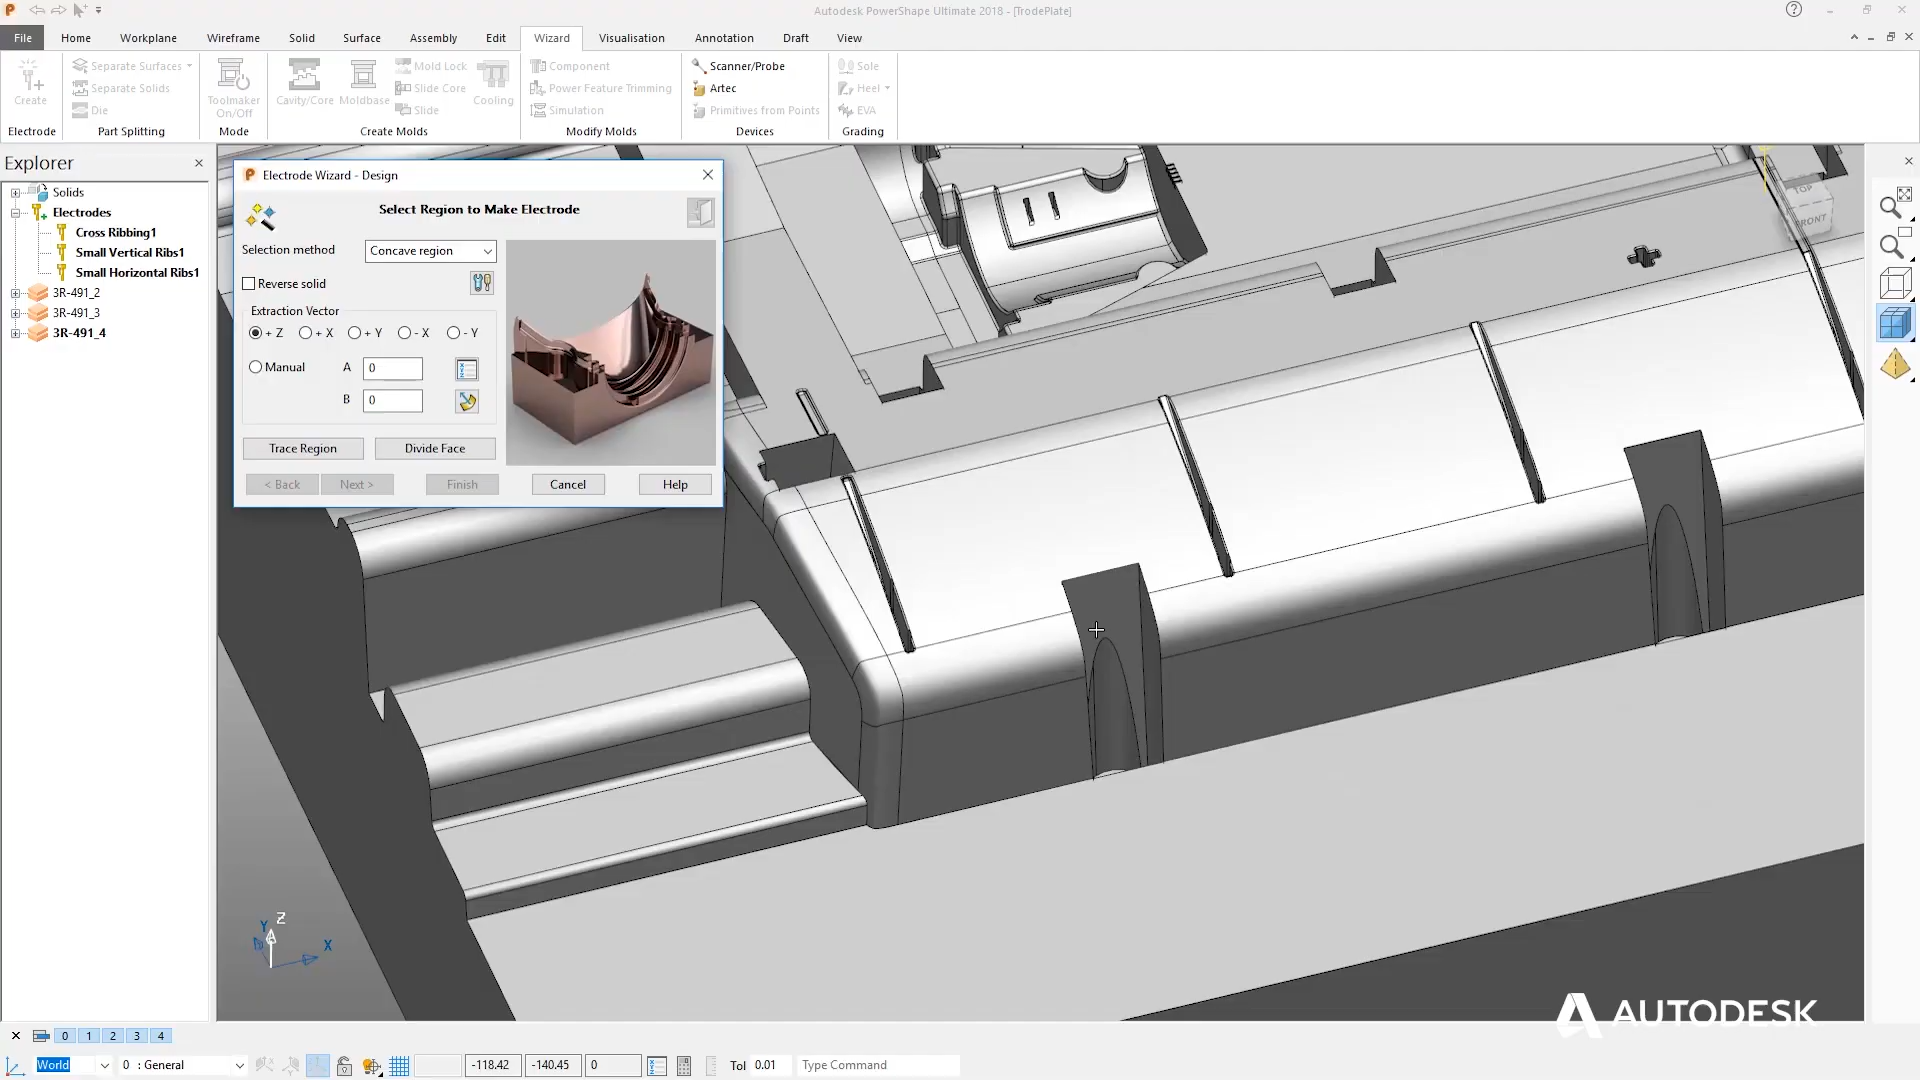 Autodesk PowerShape Ultimate 2018 - [TrodePlate]
File Home Workplane Wireframe Solid Surface Assembly Edit Wizard Visualisation Annotation Draft View
Create
Electrode
Separate Surfaces
Separate Solids
Die
Part Splitting
Toolmaker
On/Off
Mode
Cavity/Core
Moldbase
Mold Lock
Slide Core
Slide
Cooling
Create Molds
Component
Power Feature Trimming
Simulation
Modify Molds
Scanner/Probe
Artec
Primitives from Points
Devices
Sole
Heel
EVA
Grading
Explorer
Solids
Electrodes
Cross Ribbing1
Small Vertical Ribs1
Small Horizontal Ribs1
3R-491_2
3R-491_3
3R-491_4
Electrode Wizard - Design
Select Region to Make Electrode
Selection method Concave region
Reverse solid
Extraction Vector
+ Z + X + Y - X - Y
Manual A 0
B 0
Trace Region Divide Face
< Back Next > Finish Cancel Help
TOP
FRONT
Z
Y
X
AUTODESK
0 1 2 3 4
World 0 : General -118.42 -140.45 0 Tol 0.01 Type Command